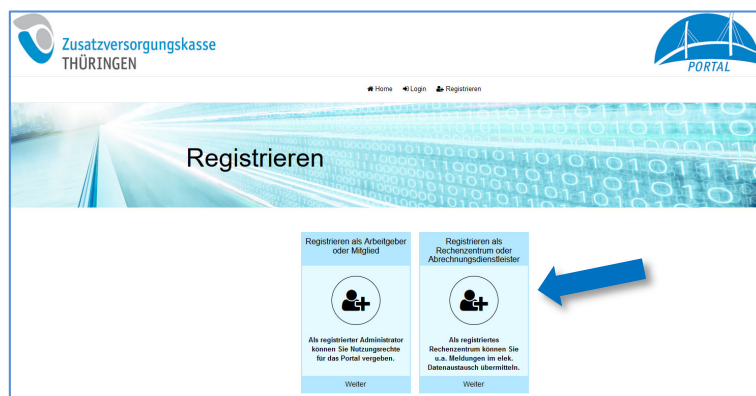 Zusatzversorgungskasse
THÜRINGEN
PORTAL
Home Login Registrieren
Registrieren
Registrieren als Arbeitgeber
oder Mitglied
Als registrierter Administrator
können Sie Nutzungsrechte
für das Portal vergeben.
Weiter
Registrieren als
Rechenzentrum oder
Abrechnungsdienstleister
Als registriertes
Rechenzentrum können Sie
u.a. Meldungen im elek.
Datenaustausch übermitteln.
Weiter